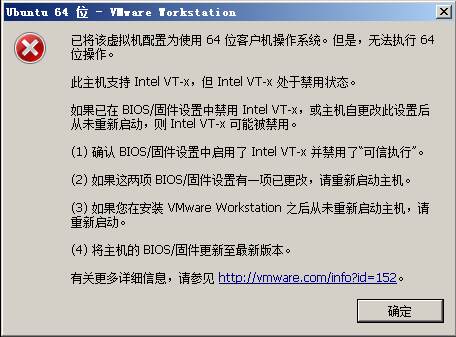 Ubuntu 64 位 - VMware Workstation
已将该虚拟机配置为使用 64 位客户机操作系统。但是，无法执行 64
位操作。
此主机支持 Intel VT-x，但 Intel VT-x 处于禁用状态。
如果已在 BIOS/固件设置中禁用 Intel VT-x，或主机自更改此设置后
从未重新启动，则 Intel VT-x 可能被禁用。
(1) 确认 BIOS/固件设置中启用了 Intel VT-x 并禁用了“可信执行”。
(2) 如果这两项 BIOS/固件设置有一项已更改，请重新启动主机。
(3) 如果您在安装 VMware Workstation 之后从未重新启动主机，请
重新启动。
(4) 将主机的 BIOS/固件更新至最新版本。
有关更多详细信息，请参见 http://vmware.com/info?id=152。
确定